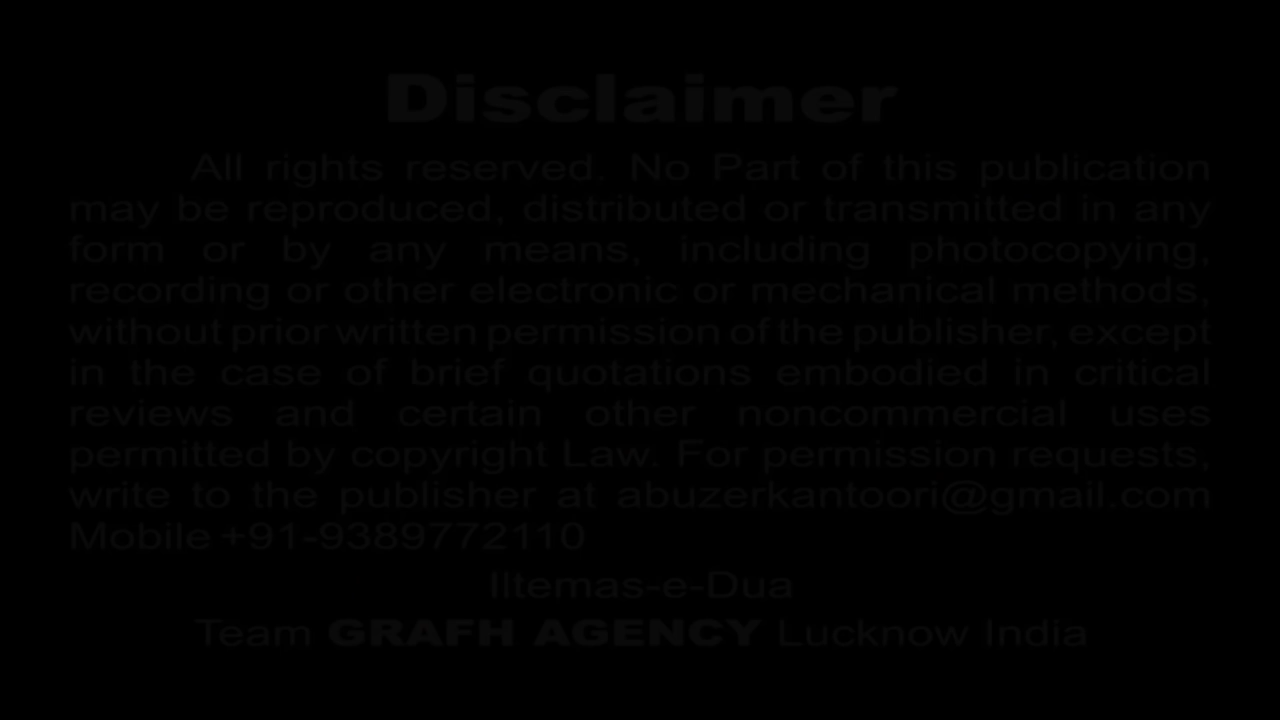 Disclaimer
All rights reserved. No Part of this publication
may be reproduced, distributed or transmitted in any
form or by any means, including photocopying,
recording or other electronic or mechanical methods,
without prior written permission of the publisher, except
in the case of brief quotations embodied in critical
reviews and certain other noncommercial uses
permitted by copyright Law. For permission requests,
write to the publisher at abuzerkantoori@gmail.com
Mobile +91-9389772110
Iltemas-e-Dua
Team GRAFH AGENCY Lucknow India